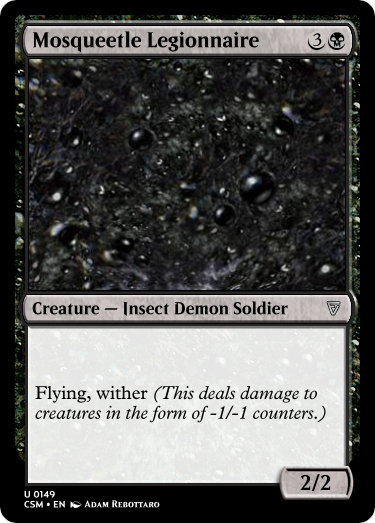 Mosqueetle Legionnaire 3
Creature — Insect Demon Soldier
Flying, wither (This deals damage to
creatures in the form of -1/-1 counters.)
2/2
U 0149
CSM • EN Adam Rebottaro